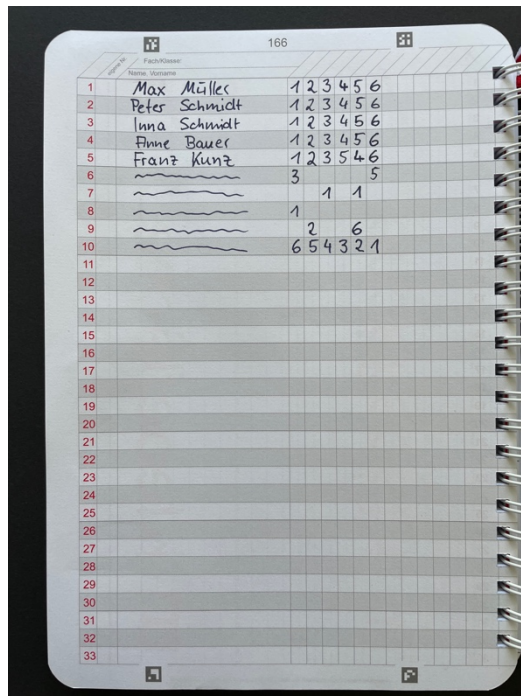 166
Fach/Klasse:
Name, Vorname
1 Max Müller 1 2 3 4 5 6
2 Peter Schmidt 1 2 3 4 5 6
3 Inna Schmidt 1 2 3 4 5 6
4 Anne Bauer 1 2 3 4 5 6
5 Franz Kunz 1 2 3 5 4 6
6 3 5
7 1 1
8 1
9 2 6
10 6 5 4 3 2 1
11
12
13
14
15
16
17
18
19
20
21
22
23
24
25
26
27
28
29
30
31
32
33